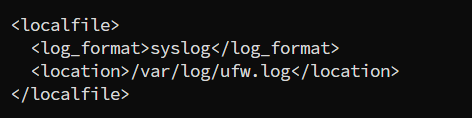 <localfile>
  <log_format>syslog</log_format>
  <location>/var/log/ufw.log</location>
</localfile>